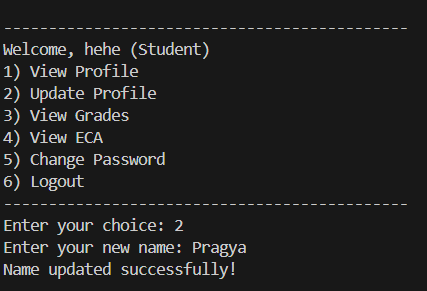 ---------------------------------------------
Welcome, hehe (Student)
1) View Profile
2) Update Profile
3) View Grades
4) View ECA
5) Change Password
6) Logout
---------------------------------------------
Enter your choice: 2
Enter your new name: Pragya
Name updated successfully!